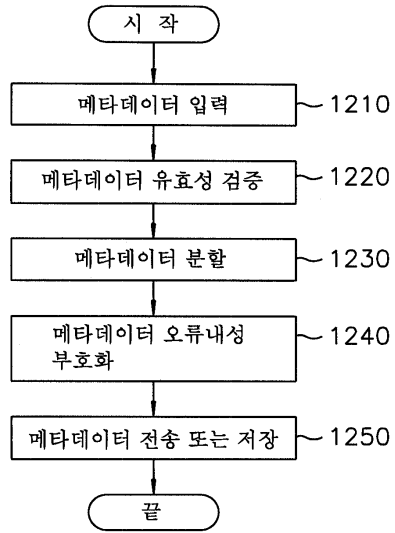 시 작
메타데이터 입력
1210
메타데이터 유효성 검증
1220
메타데이터 분할
1230
메타데이터 오류내성
부호화
1240
메타데이터 전송 또는 저장
1250
끝